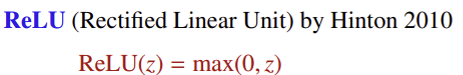 ReLU (Rectified Linear Unit) by Hinton 2010
ReLU(z) = max(0, z)